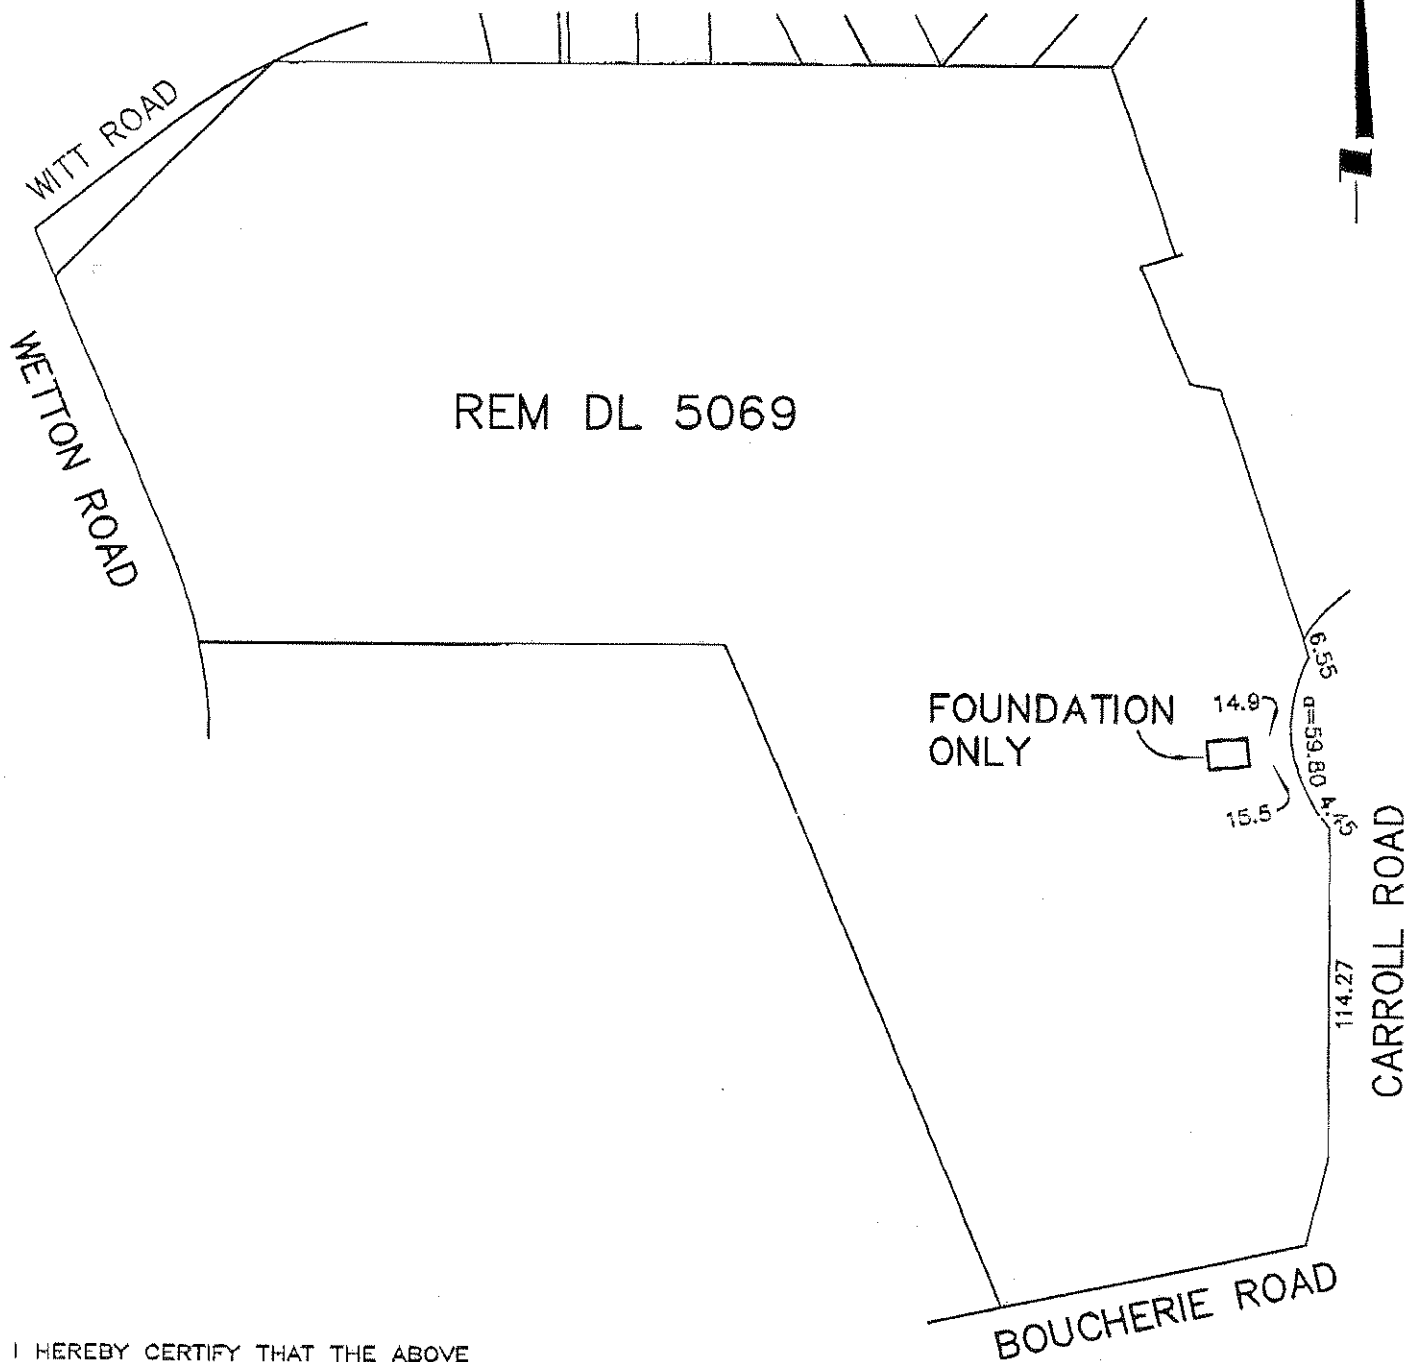 WITT ROAD
WETTON ROAD
REM DL 5069
6.55
FOUNDATION
ONLY
14.9
a=59.80
15.5
CARROLL ROAD
114.27
BOUCHERIE ROAD
I HEREBY CERTIFY THAT THE ABOVE